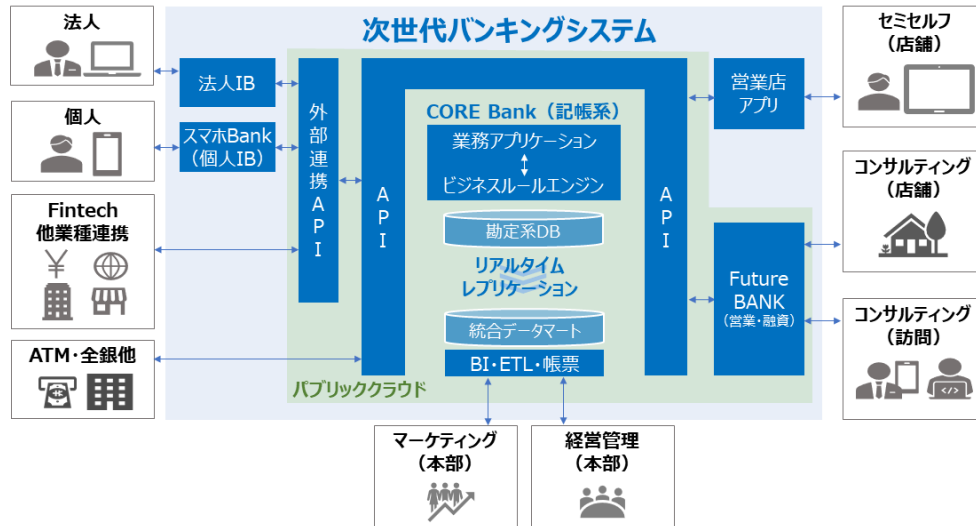 次世代バンキングシステム
法人
個人
Fintech
他業種連携
ATM・全銀他
法人IB
スマホBank
（個人IB）
外部連携API
API
CORE Bank（記帳系）
業務アプリケーション
ビジネスルールエンジン
勘定系DB
リアルタイム
レプリケーション
統合データマート
BI・ETL・帳票
パブリッククラウド
API
営業店
アプリ
Future
BANK
（営業・融資）
セミセルフ
（店舗）
コンサルティング
（店舗）
コンサルティング
（訪問）
マーケティング
（本部）
経営管理
（本部）